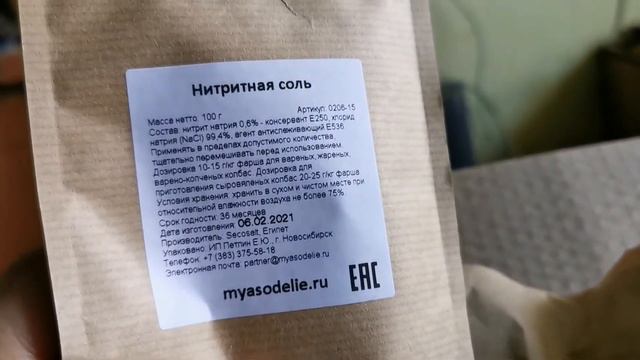 Нитритная соль
Масса нетто: 100 г Артикул: 0206-15
Состав: нитрит натрия 0,6% - консервант Е250, хлорид
натрия (NaCl) 99,4%, агент антислеживающий Е536.
Применять в пределах допустимого количества,
тщательно перемешивать перед использованием.
Дозировка 10-15 г/кг фарша для вареных, жареных,
варено-копченых колбас. Дозировка для
приготовления сыровяленых колбас 20-25 г/кг фарша
Условия хранения: хранить в сухом и чистом месте при
относительной влажности воздуха не более 75%.
Срок годности: 36 месяцев
Дата изготовления: 06.02.2021
Производитель: Secosalt, Египет
Упаковано: ИП Петлин Е.Ю., г. Новосибирск
Телефон: +7 (383) 375-58-18
Электронная почта: partner@myasodelie.ru
myasodelie.ru EAC